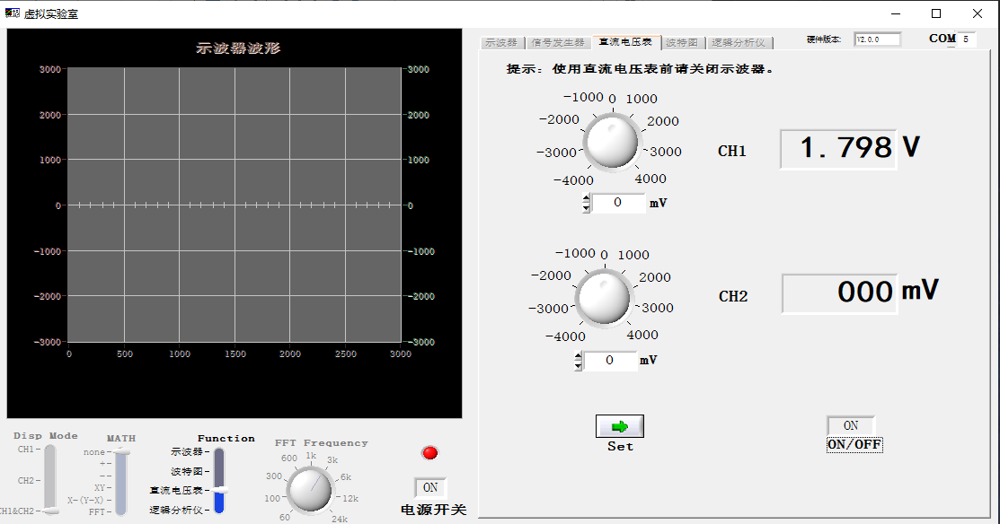 虚拟实验室
示波器波形
3000
2000
1000
0
-1000
-2000
-3000
3000
2000
1000
0
-1000
-2000
-3000
0 500 1000 1500 2000 2500 3000
示波器 信号发生器 直流电压表 波特图 逻辑分析仪
硬件版本: V2.0.0
COM 5
提示: 使用直流电压表前请关闭示波器。
-4000 -3000 -2000 -1000 0 1000 2000 3000 4000
0 mV
CH1
1.798 V
-4000 -3000 -2000 -1000 0 1000 2000 3000 4000
0 mV
CH2
000 mV
Set
ON
ON/OFF
Disp Mode
CH1
CH2
CH1&CH2
MATH
none
+
-
XY
X-(Y-X)
FFT
Function
示波器
波特图
直流电压表
逻辑分析仪
FFT Frequency
60 100 300 600 1k 3k 6k 12k 24k
ON
电源开关